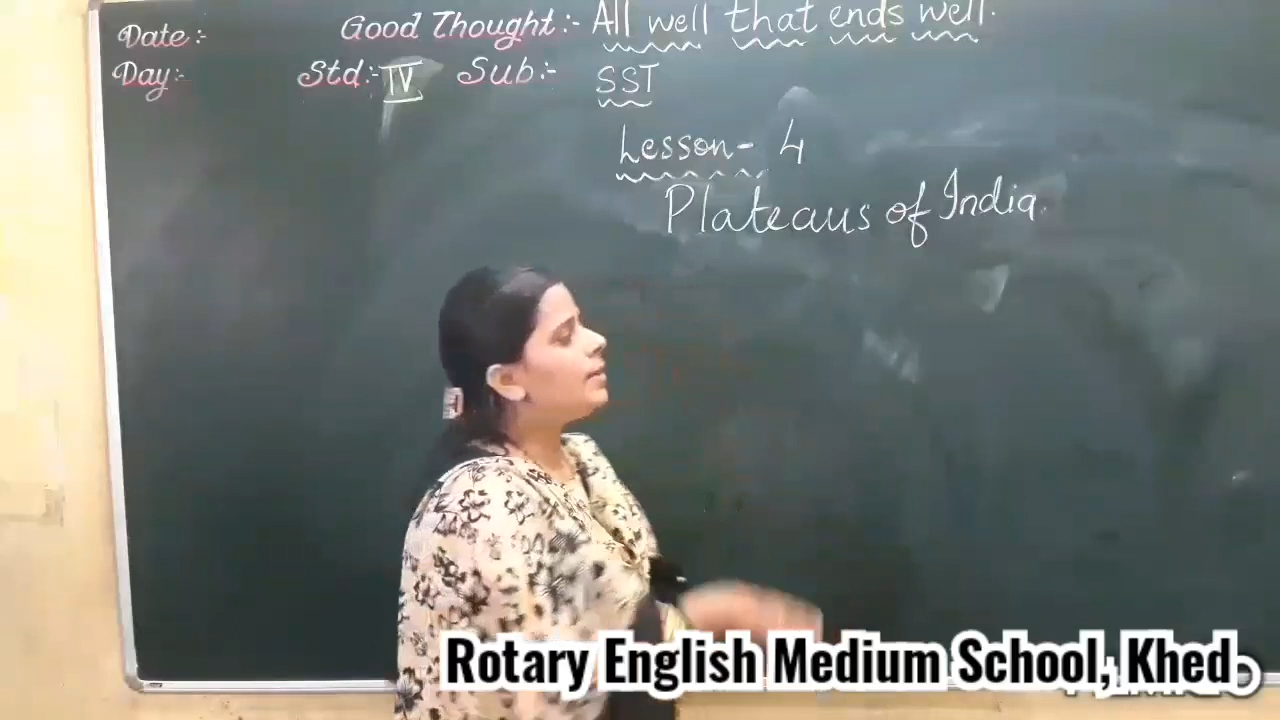 Date:- Good Thought:- All well that ends well.
Day:- Std:- IV Sub:- SST
Lesson- 4
Plateaus of India
Rotary English Medium School, Khed